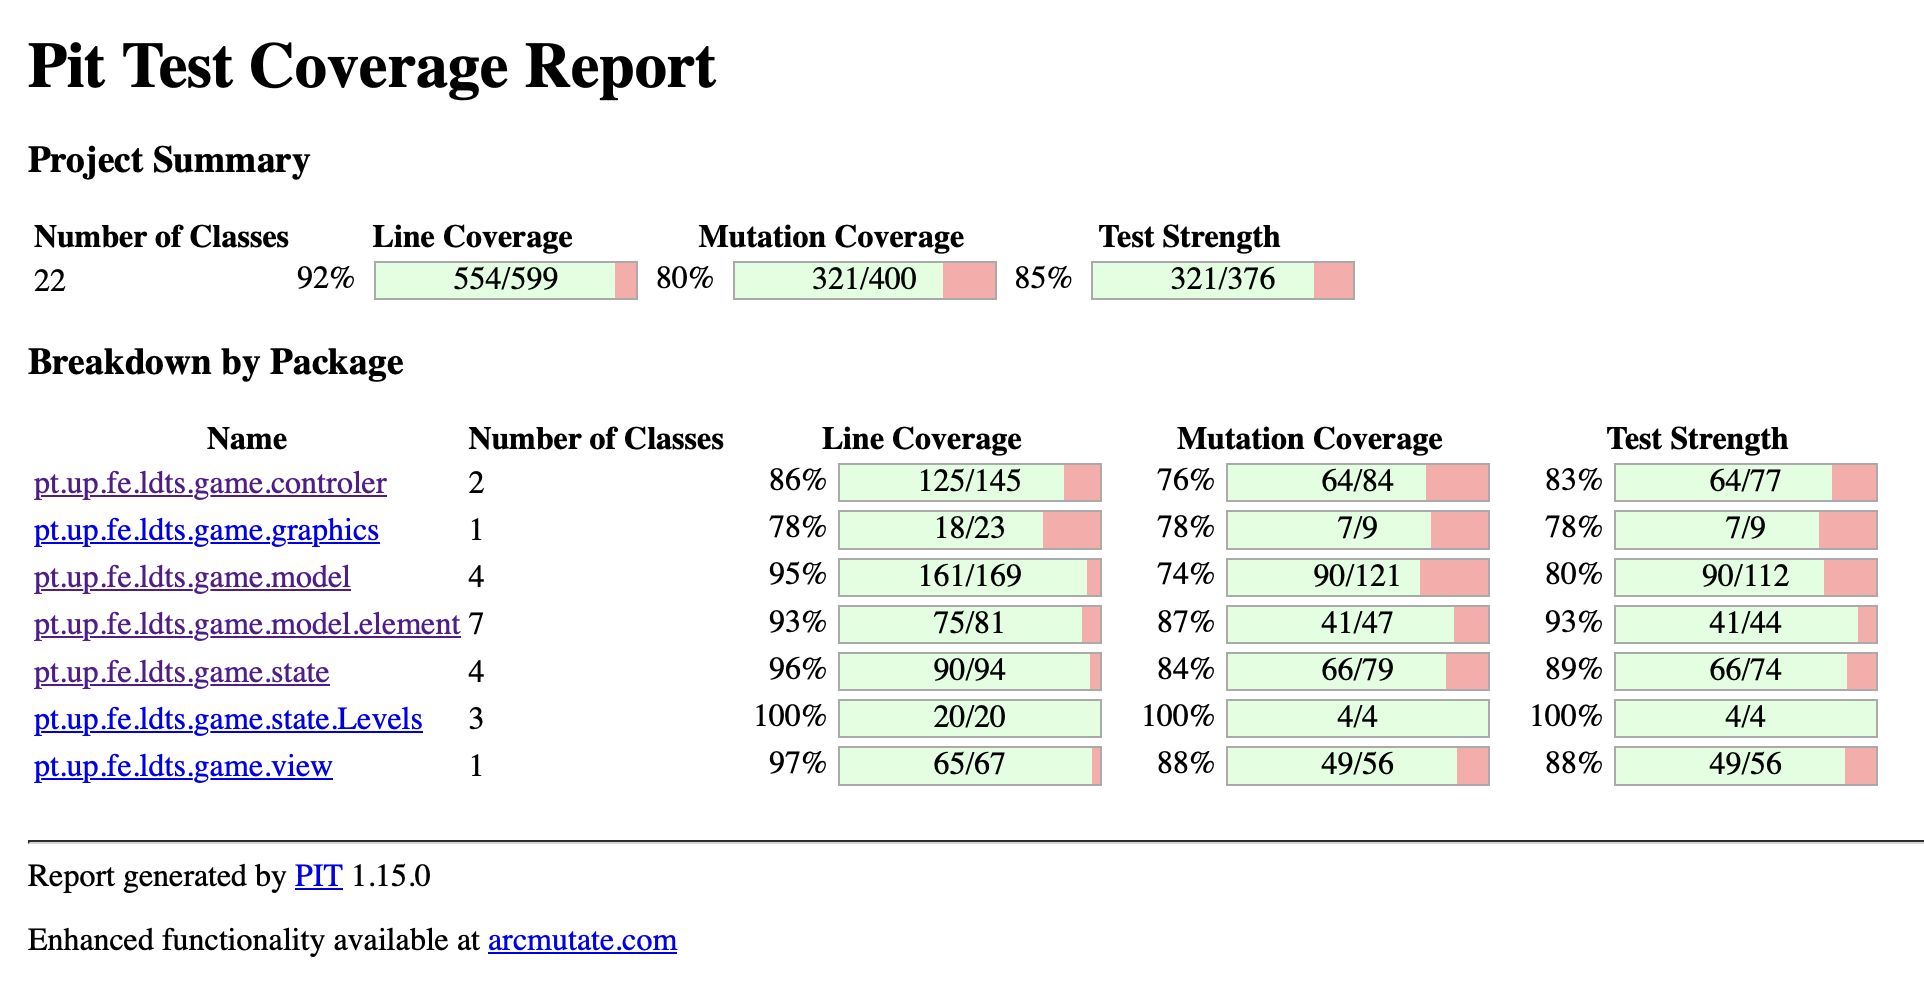 Pit Test Coverage Report
Project Summary
Number of Classes Line Coverage Mutation Coverage Test Strength
22 92% 554/599 80% 321/400 85% 321/376
Breakdown by Package
Name Number of Classes Line Coverage Mutation Coverage Test Strength
pt.up.fe.ldts.game.controler 2 86% 125/145 76% 64/84 83% 64/77
pt.up.fe.ldts.game.graphics 1 78% 18/23 78% 7/9 78% 7/9
pt.up.fe.ldts.game.model 4 95% 161/169 74% 90/121 80% 90/112
pt.up.fe.ldts.game.model.element 7 93% 75/81 87% 41/47 93% 41/44
pt.up.fe.ldts.game.state 4 96% 90/94 84% 66/79 89% 66/74
pt.up.fe.ldts.game.state.Levels 3 100% 20/20 100% 4/4 100% 4/4
pt.up.fe.ldts.game.view 1 97% 65/67 88% 49/56 88% 49/56
Report generated by PIT 1.15.0
Enhanced functionality available at arcmutate.com